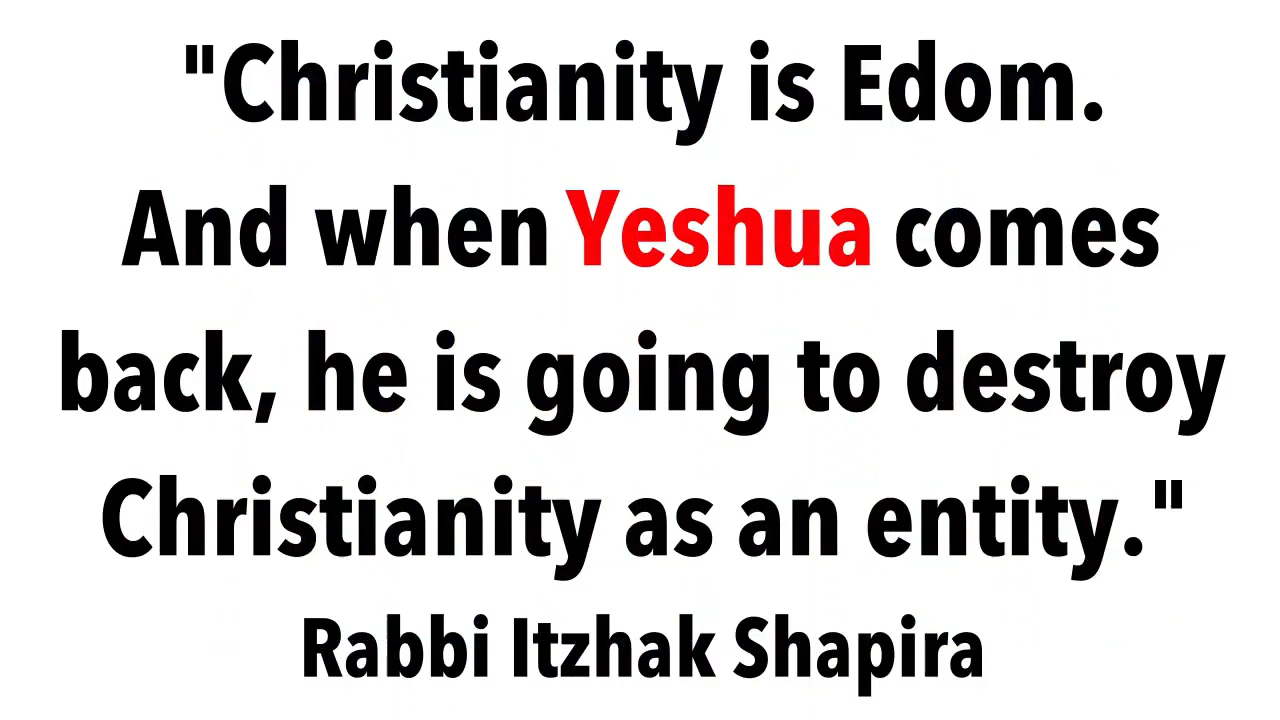 "Christianity is Edom.
And when Yeshua comes
back, he is going to destroy
Christianity as an entity."
Rabbi Itzhak Shapira